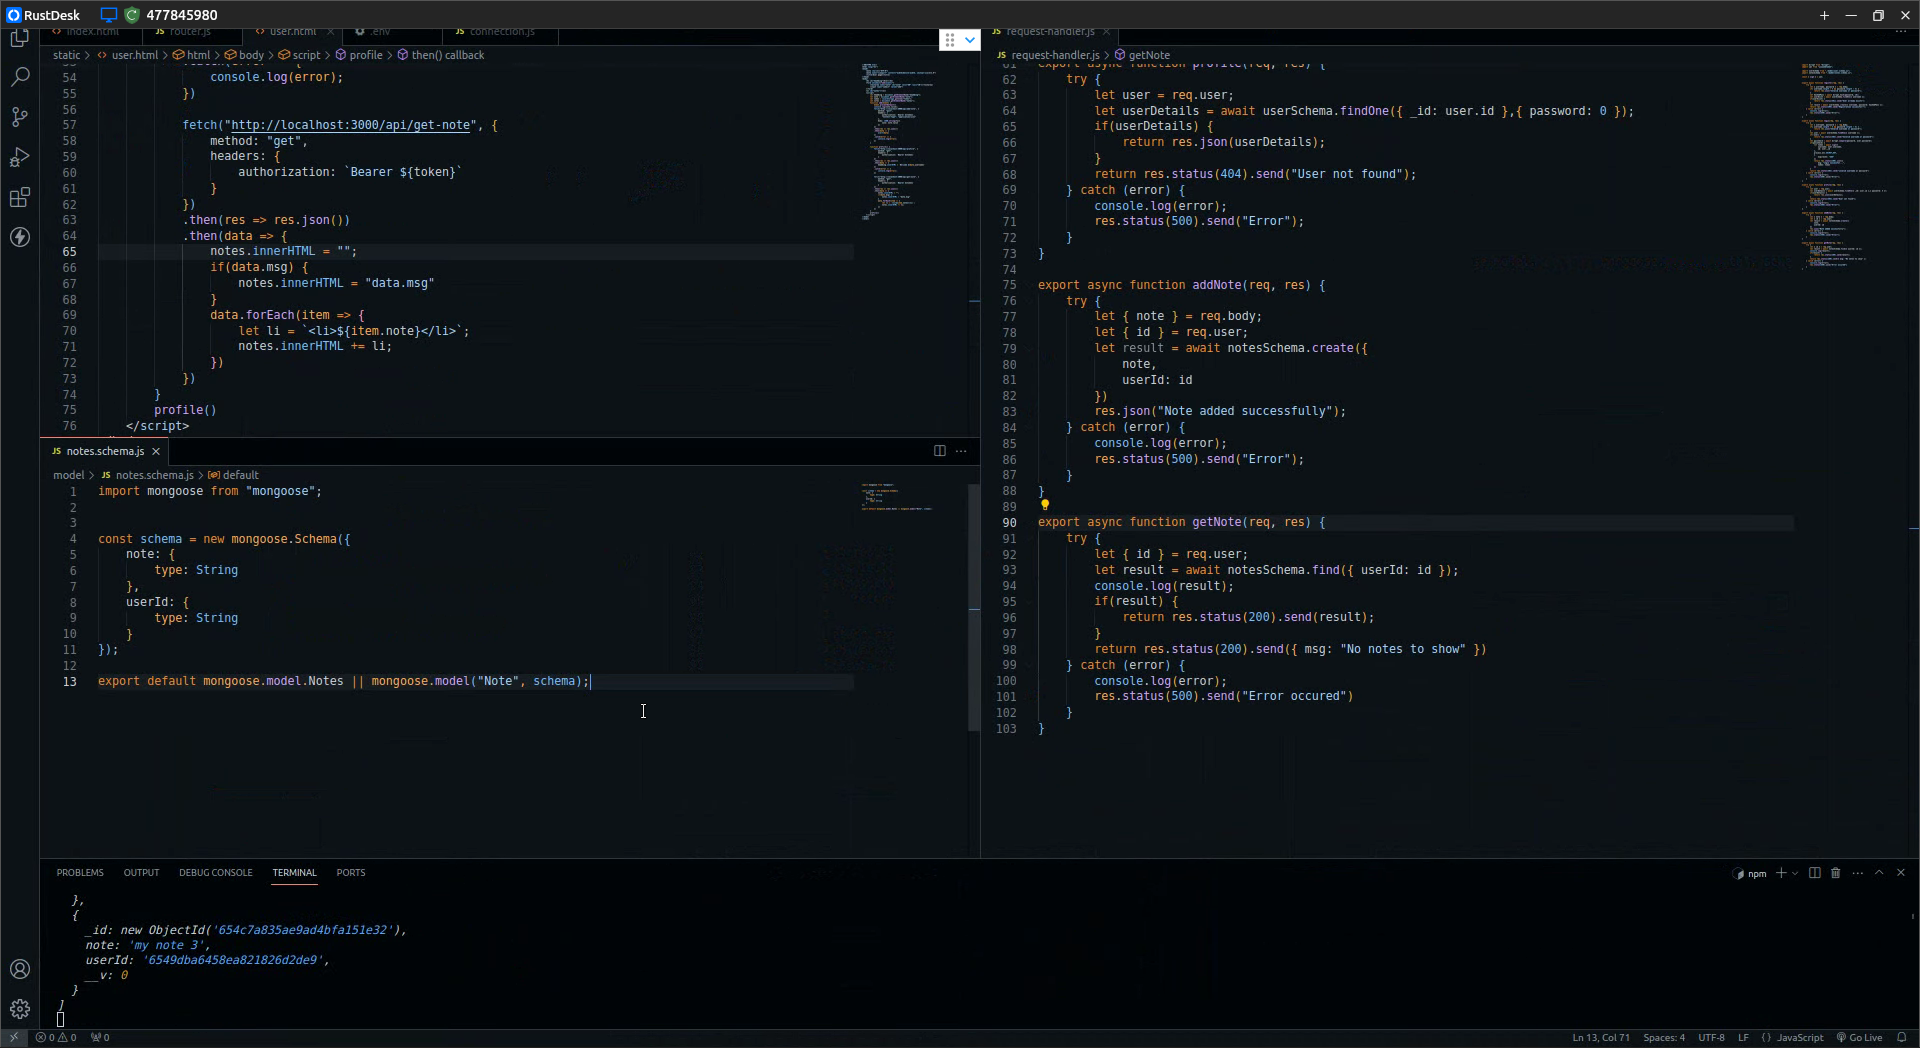 RustDesk 477845980
index.html router.js user.html .env connection.js
static > user.html > html > body > script > profile > then() callback
54 console.log(error);
55 })
56
57 fetch("http://localhost:3000/api/get-note", {
58 method: "get",
59 headers: {
60 authorization: `Bearer ${token}`
61 }
62 })
63 .then(res => res.json())
64 .then(data => {
65 notes.innerHTML = "";
66 if(data.msg) {
67 notes.innerHTML = "data.msg"
68 }
69 data.forEach(item => {
70 let li = `<li>${item.note}</li>`;
71 notes.innerHTML += li;
72 })
73 })
74 }
75 profile()
76 </script>
notes.schema.js
model > notes.schema.js > default
1 import mongoose from "mongoose";
2
3
4 const schema = new mongoose.Schema({
5 note: {
6 type: String
7 },
8 userId: {
9 type: String
10 }
11 });
12
13 export default mongoose.model.Notes || mongoose.model("Note", schema);
request-handler.js
request-handler.js > getNote
61 export async function profile(req, res) {
62 try {
63 let user = req.user;
64 let userDetails = await userSchema.findOne({ _id: user.id },{ password: 0 });
65 if(userDetails) {
66 return res.json(userDetails);
67 }
68 return res.status(404).send("User not found");
69 } catch (error) {
70 console.log(error);
71 res.status(500).send("Error");
72 }
73 }
74
75 export async function addNote(req, res) {
76 try {
77 let { note } = req.body;
78 let { id } = req.user;
79 let result = await notesSchema.create({
80 note,
81 userId: id
82 })
83 res.json("Note added successfully");
84 } catch (error) {
85 console.log(error);
86 res.status(500).send("Error");
87 }
88 }
89
90 export async function getNote(req, res) {
91 try {
92 let { id } = req.user;
93 let result = await notesSchema.find({ userId: id });
94 console.log(result);
95 if(result) {
96 return res.status(200).send(result);
97 }
98 return res.status(200).send({ msg: "No notes to show" })
99 } catch (error) {
100 console.log(error);
101 res.status(500).send("Error occured")
102 }
103 }
PROBLEMS OUTPUT DEBUG CONSOLE TERMINAL PORTS
npm
},
{
_id: new ObjectId('654c7a835ae9ad4bfa151e32'),
note: 'my note 3',
userId: '6549dba6458ea821826d2de9',
__v: 0
}
]
0 0 0 Ln 13, Col 71 Spaces: 4 UTF-8 LF {} JavaScript Go Live